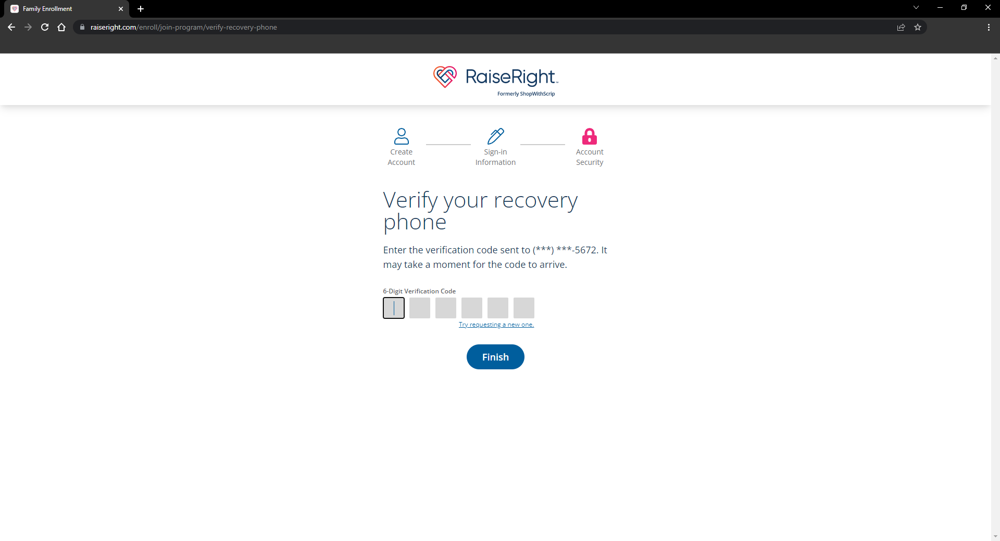 Family Enrollment
raiseright.com/enroll/join-program/verify-recovery-phone
RaiseRight™
Formerly ShopWithScrip
Create
Account
Sign-in
Information
Account
Security
Verify your recovery
phone
Enter the verification code sent to (***) ***-5672. It
may take a moment for the code to arrive.
6-Digit Verification Code
Try requesting a new one.
Finish